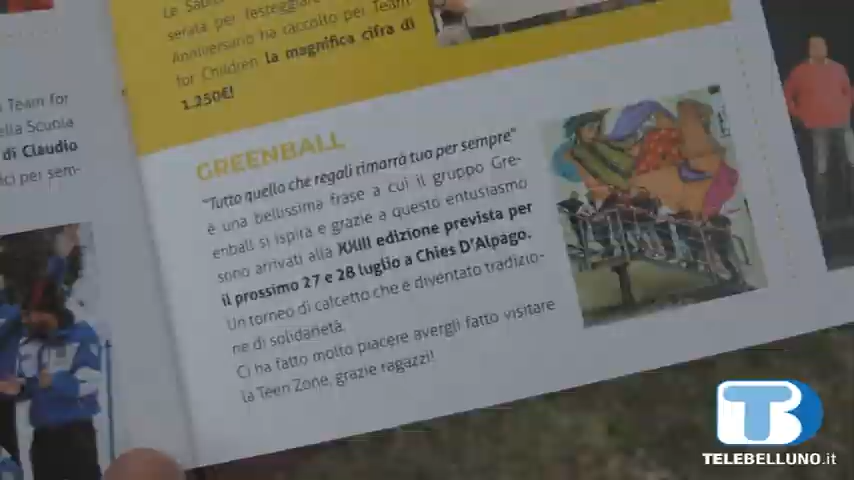 Le
serata per festeggiare
Anniversario ha raccolto per Team
for Children la magnifica cifra di
1.250€!
Team for
ella Scuola
di Claudio
ici per sem-
GREENBALL
"Tutto quello che regali rimarrà tuo per sempre"
è una bellissima frase a cui il gruppo Gre-
enball si ispira e grazie a questo entusiasmo
sono arrivati alla XXIII edizione prevista per
il prossimo 27 e 28 luglio a Chies D'Alpago.
Un torneo di calcetto che è diventato tradizio-
ne di solidarietà.
Ci ha fatto molto piacere avergli fatto visitare
la Teen Zone, grazie ragazzi!
TB
TELEBELLUNO.it